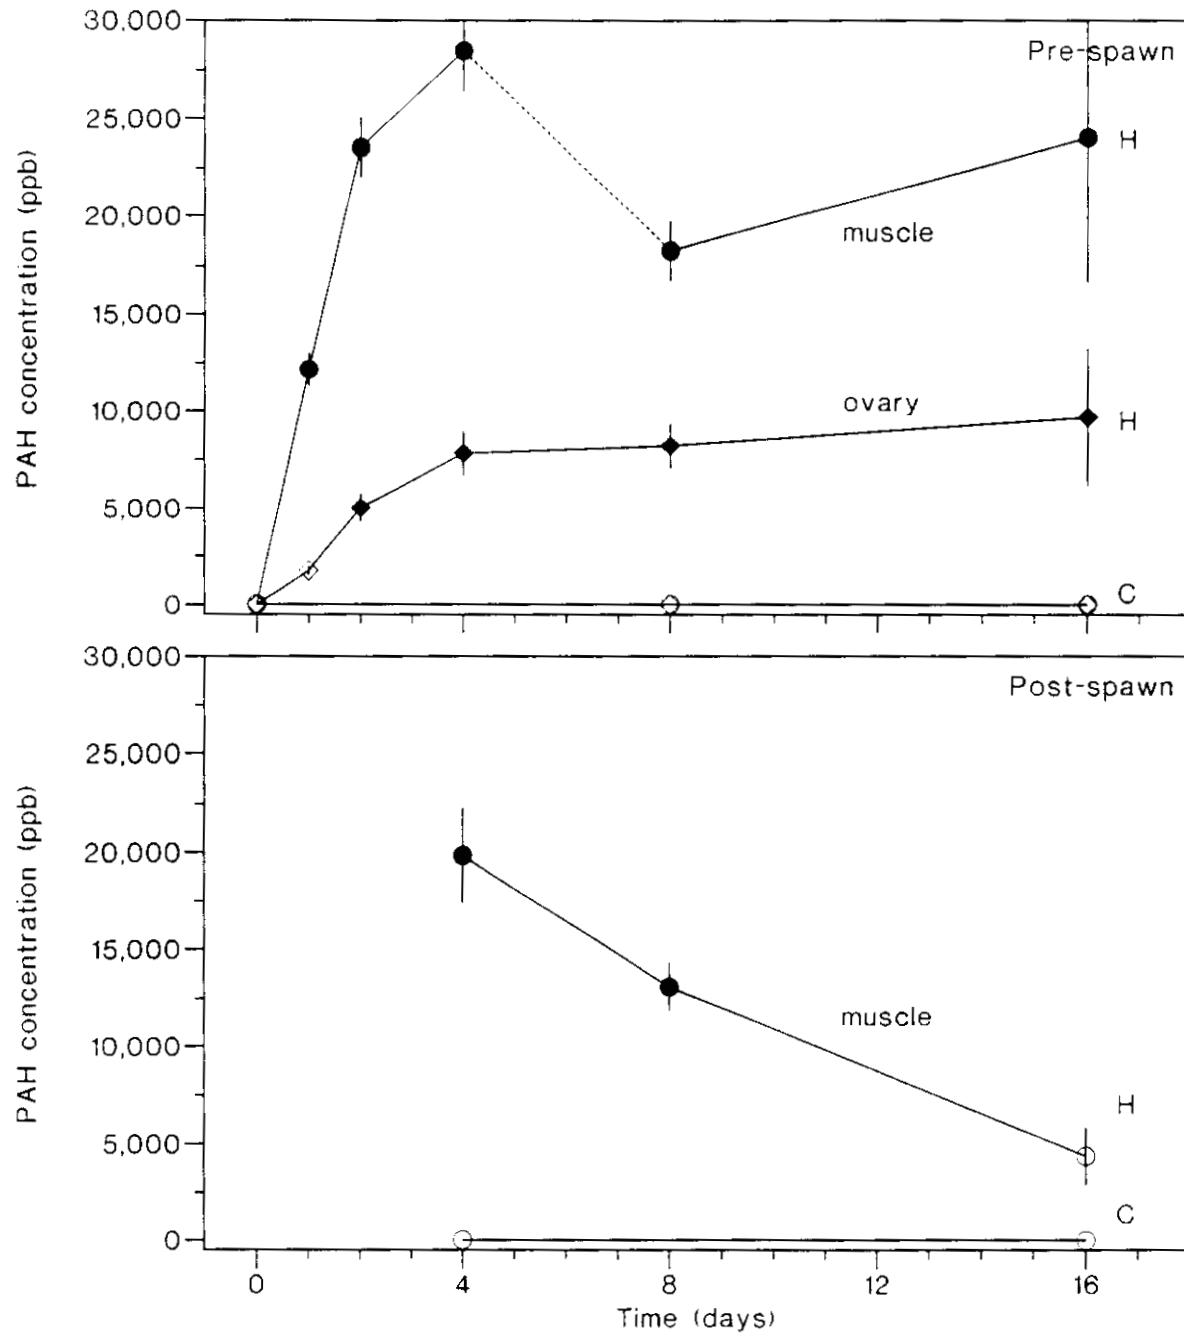 30,000
Pre-spawn
25,000
H
20,000
muscle
15,000
ovary
10,000
H
5,000
C
0
PAH concentration (ppb)
30,000
Post-spawn
25,000
20,000
15,000
muscle
10,000
H
5,000
C
0
PAH concentration (ppb)
0 4 8 12 16
Time (days)